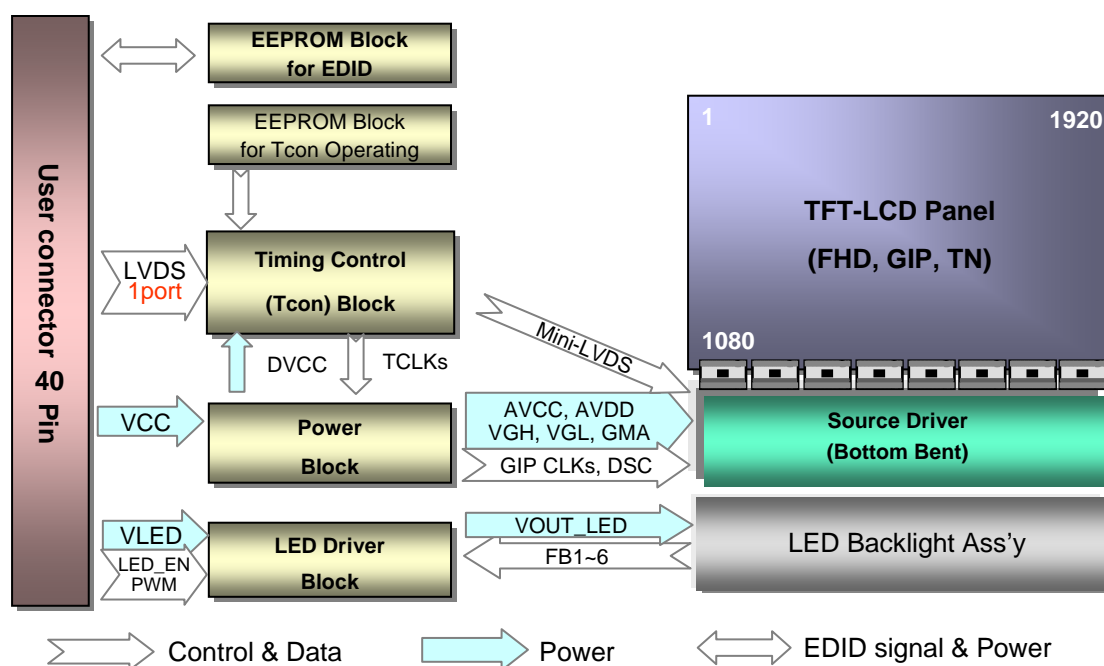 User connector 40 Pin
EEPROM Block
for EDID
EEPROM Block
for Tcon Operating
LVDS
1port
Timing Control
(Tcon) Block
DVCC
TCLKs
Mini-LVDS
VCC
Power
Block
AVCC, AVDD
VGH, VGL, GMA
GIP CLKs, DSC
VLED
LED_EN
PWM
LED Driver
Block
VOUT_LED
FB1~6
1
1920
TFT-LCD Panel
(FHD, GIP, TN)
1080
Source Driver
(Bottom Bent)
LED Backlight Ass'y
Control & Data
Power
EDID signal & Power